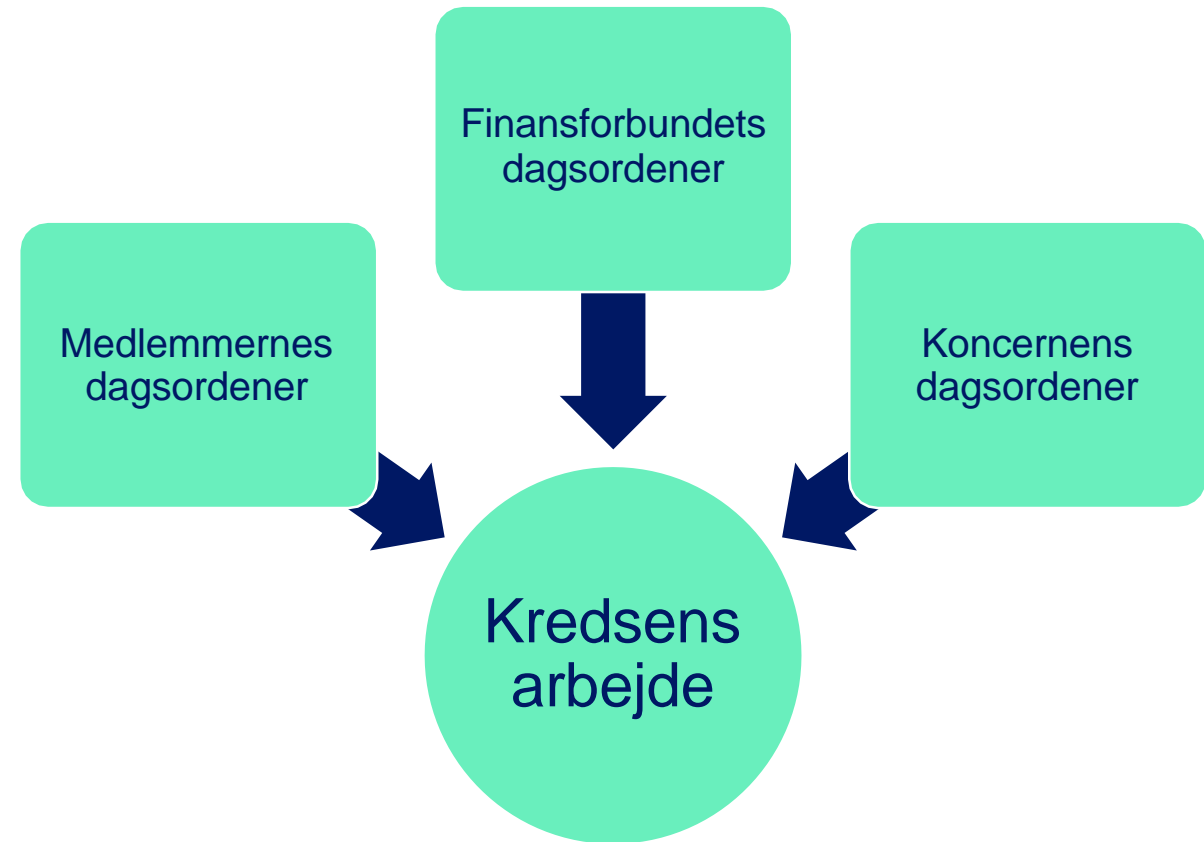 Finansforbundets
dagsordener
Medlemmernes
dagsordener
Koncernens
dagsordener
Kredsens
arbejde